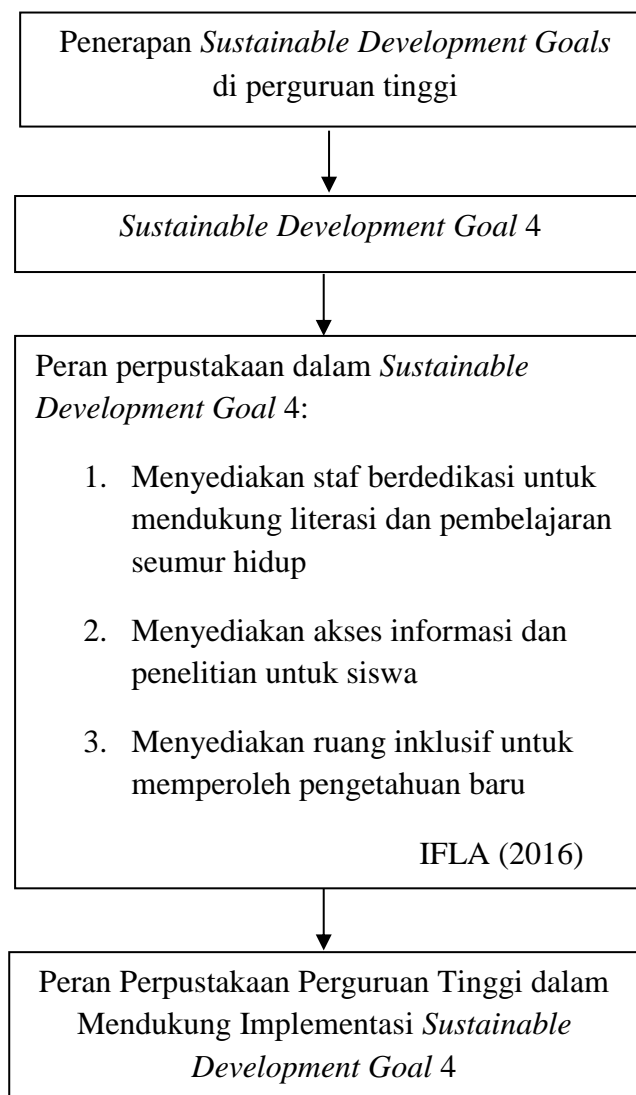 Penerapan Sustainable Development Goals
di perguruan tinggi
Sustainable Development Goal 4
Peran perpustakaan dalam Sustainable
Development Goal 4:
1. Menyediakan staf berdedikasi untuk
mendukung literasi dan pembelajaran
seumur hidup
2. Menyediakan akses informasi dan
penelitian untuk siswa
3. Menyediakan ruang inklusif untuk
memperoleh pengetahuan baru
IFLA (2016)
Peran Perpustakaan Perguruan Tinggi dalam
Mendukung Implementasi Sustainable
Development Goal 4